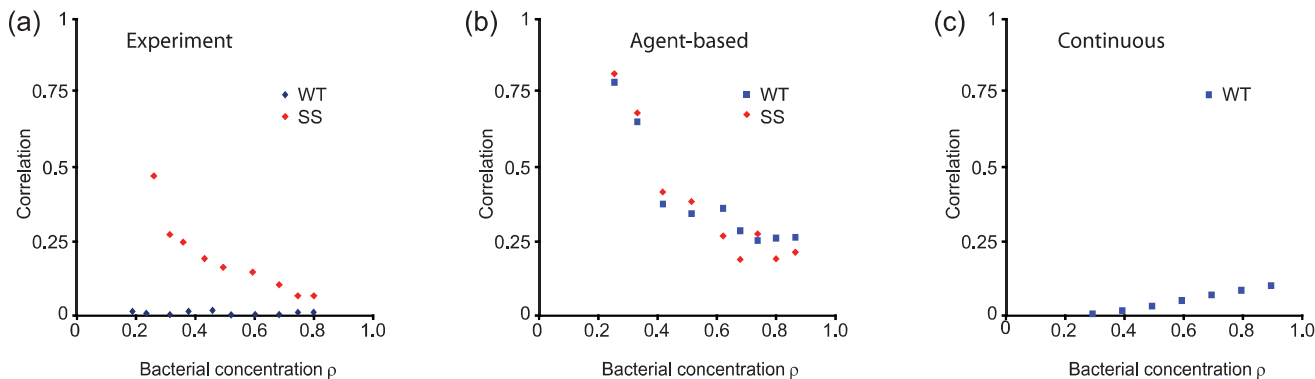 (a)
Experiment
WT
SS
1
0.75
0.5
0.25
0
0
0.2
0.4
0.6
0.8
1.0
Correlation
Bacterial concentration ρ
(b)
Agent-based
WT
SS
1
0.75
0.5
0.25
0
0
0.2
0.4
0.6
0.8
1.0
Correlation
Bacterial concentration ρ
(c)
Continuous
WT
1
0.75
0.5
0.25
0
0
0.2
0.4
0.6
0.8
1.0
Correlation
Bacterial concentration ρ